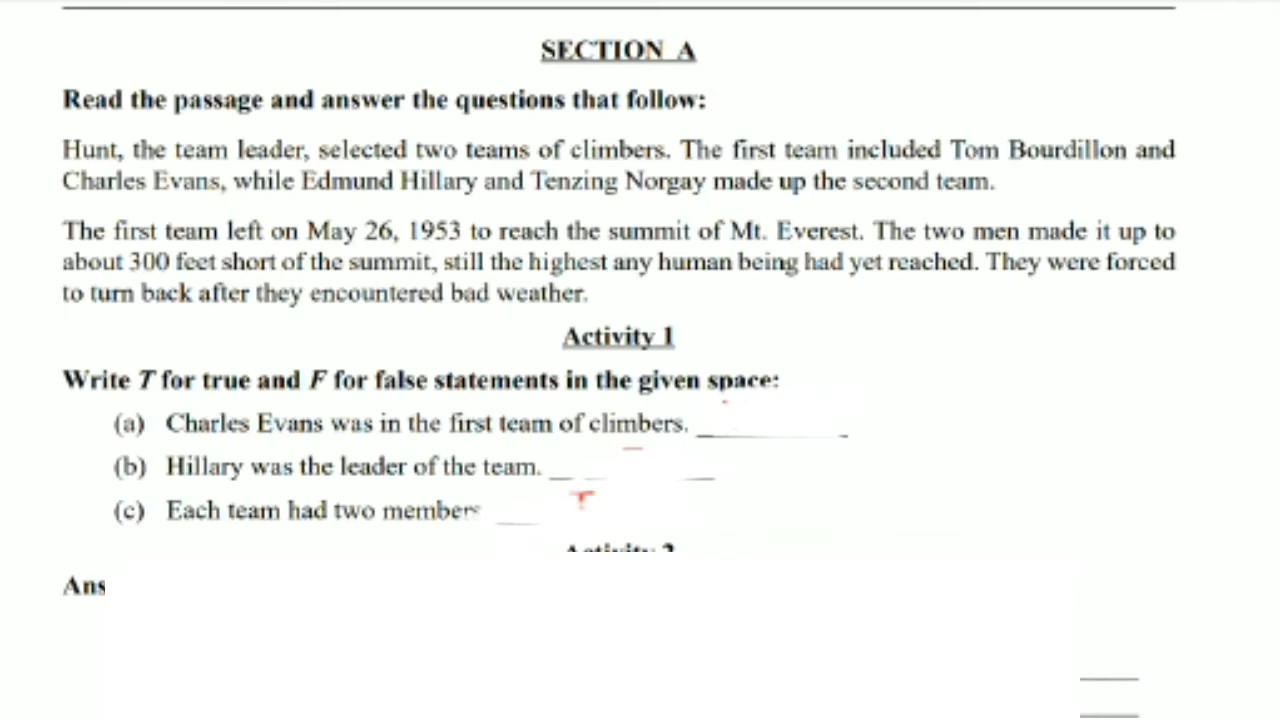 SECTION A
Read the passage and answer the questions that follow:
Hunt, the team leader, selected two teams of climbers. The first team included Tom Bourdillon and
Charles Evans, while Edmund Hillary and Tenzing Norgay made up the second team.
The first team left on May 26, 1953 to reach the summit of Mt. Everest. The two men made it up to
about 300 feet short of the summit, still the highest any human being had yet reached. They were forced
to turn back after they encountered bad weather.
Activity 1
Write T for true and F for false statements in the given space:
(a) Charles Evans was in the first team of climbers.
(b) Hillary was the leader of the team.
(c) Each team had two members T
Ans